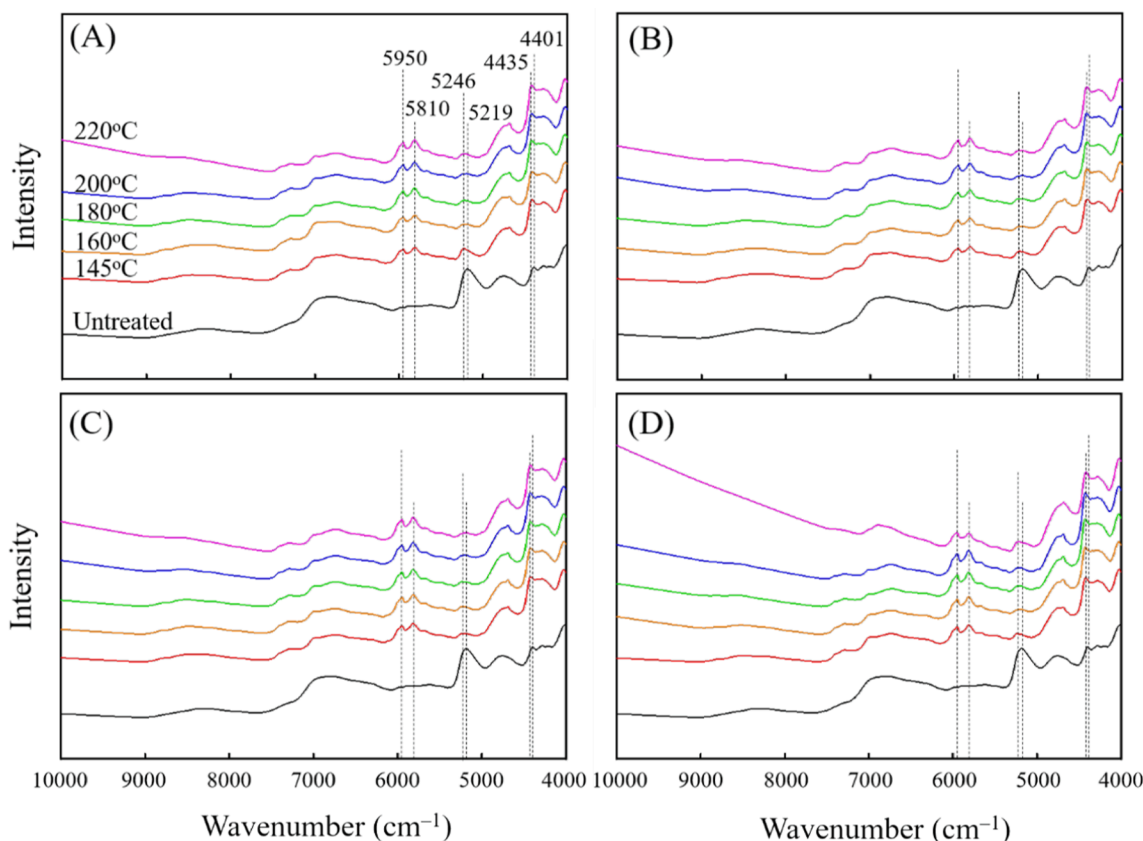 (A)
4401
4435
5950
5246
5810
5219
220°C
200°C
180°C
160°C
145°C
Untreated
Intensity
(B)
(C)
Intensity
(D)
10000 9000 8000 7000 6000 5000 4000
10000 9000 8000 7000 6000 5000 4000
Wavenumber (cm⁻¹)
Wavenumber (cm⁻¹)